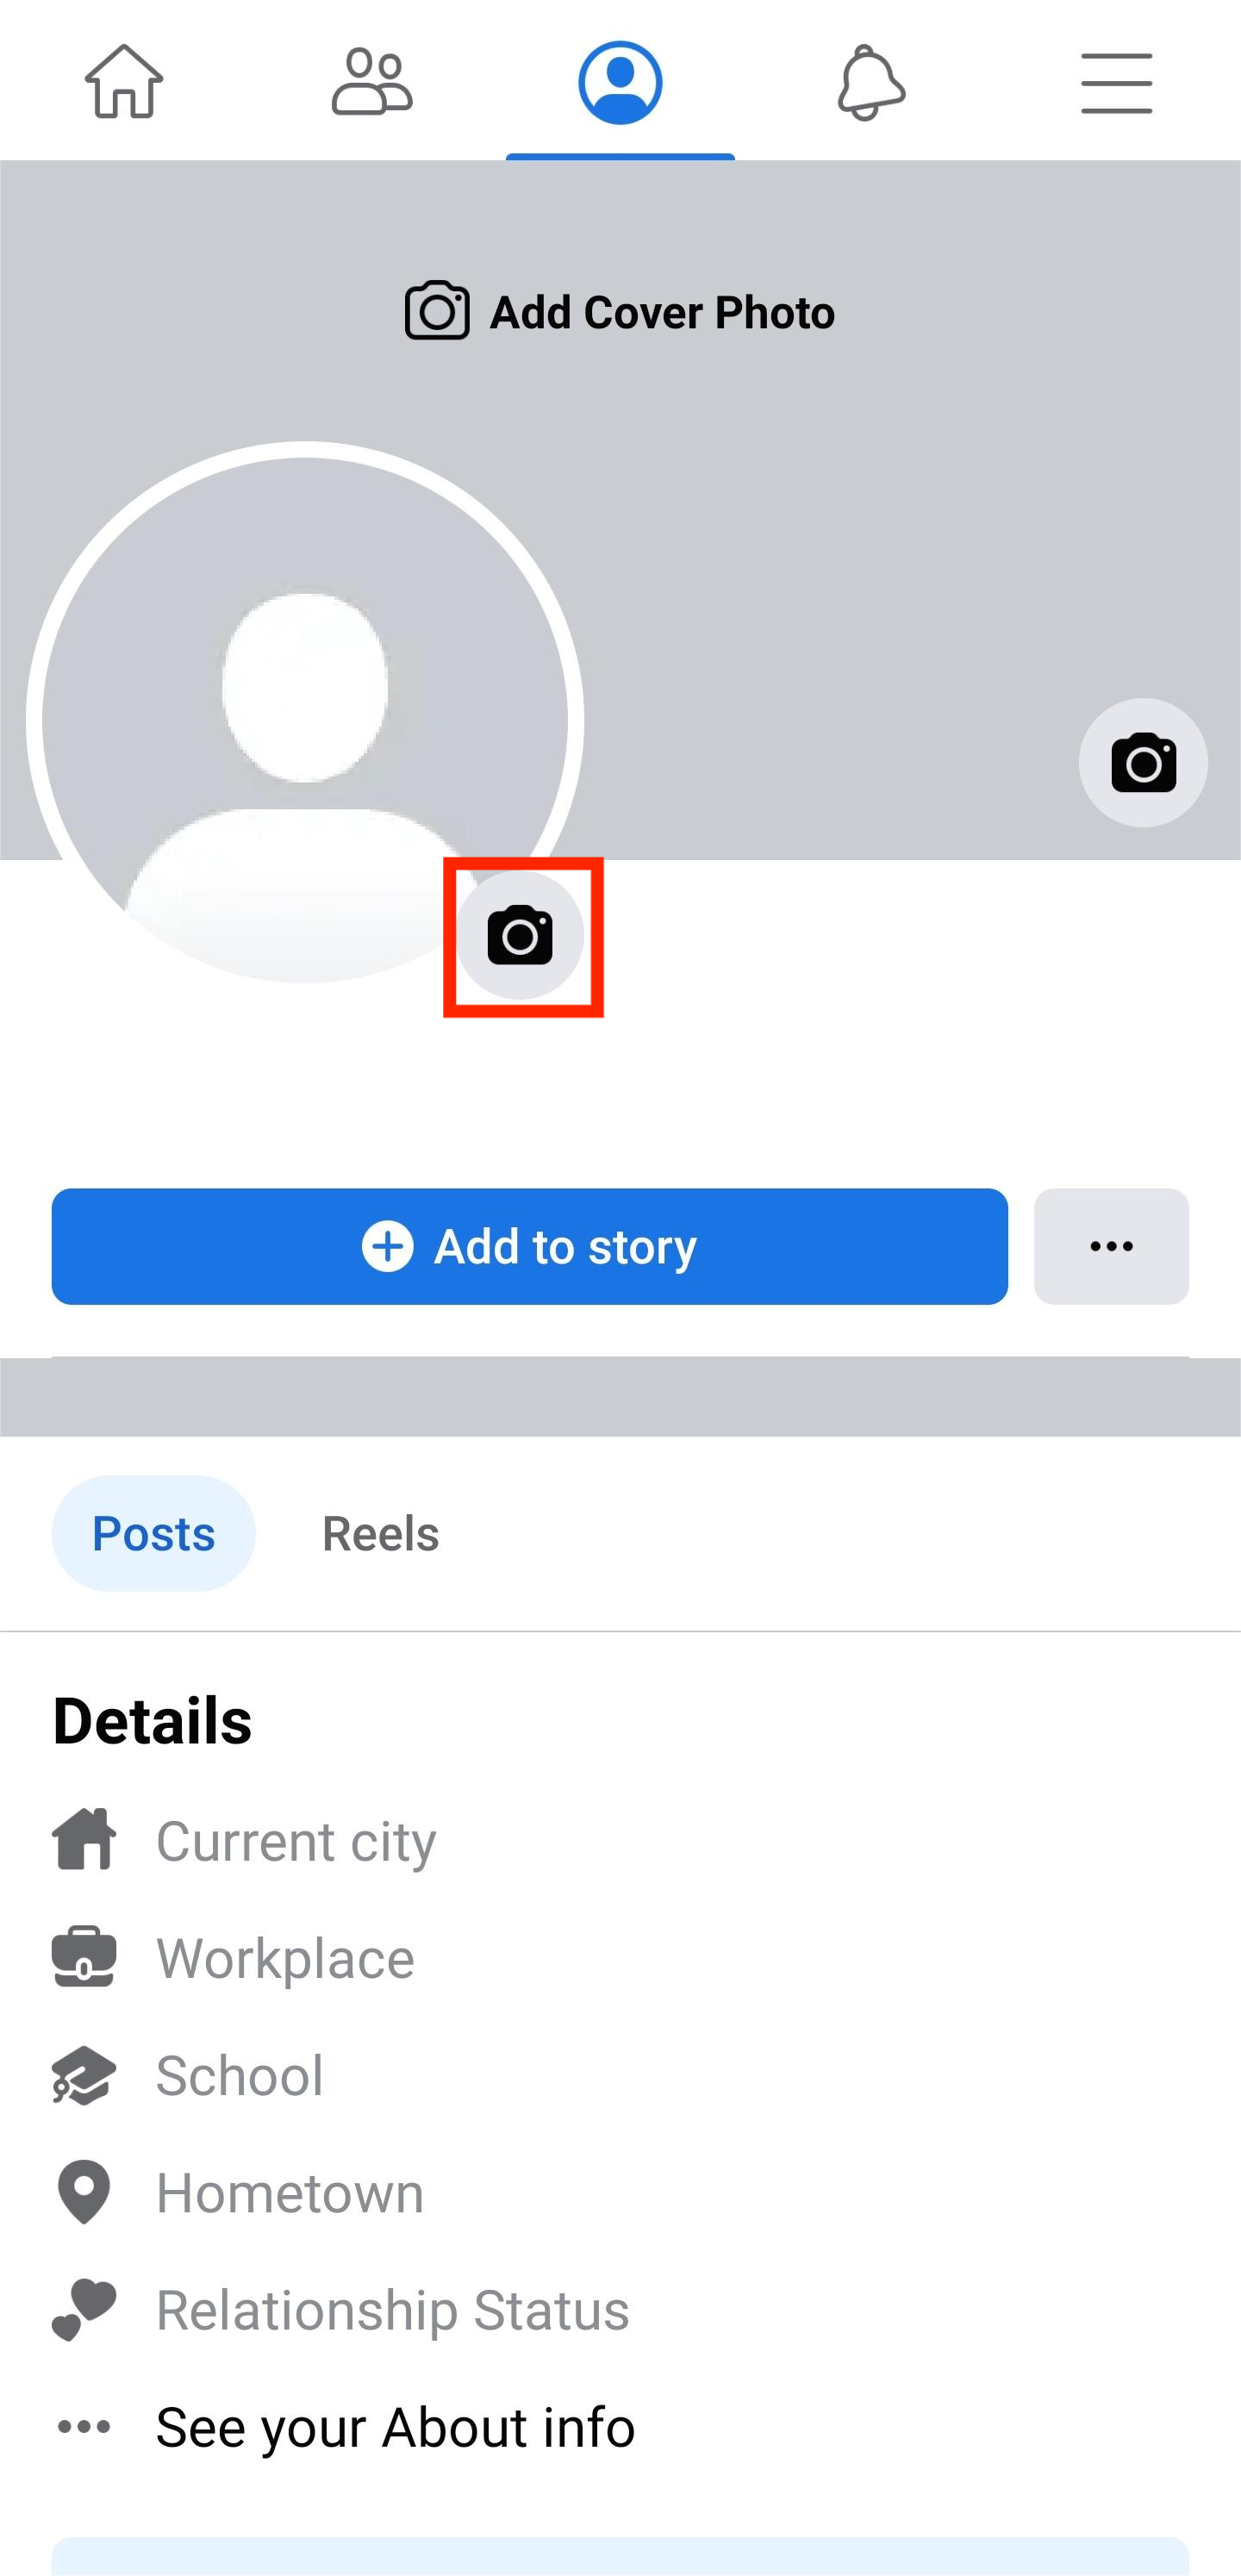 Add Cover Photo
Add to story
Posts
Reels
Details
Current city
Workplace
School
Hometown
Relationship Status
See your About info